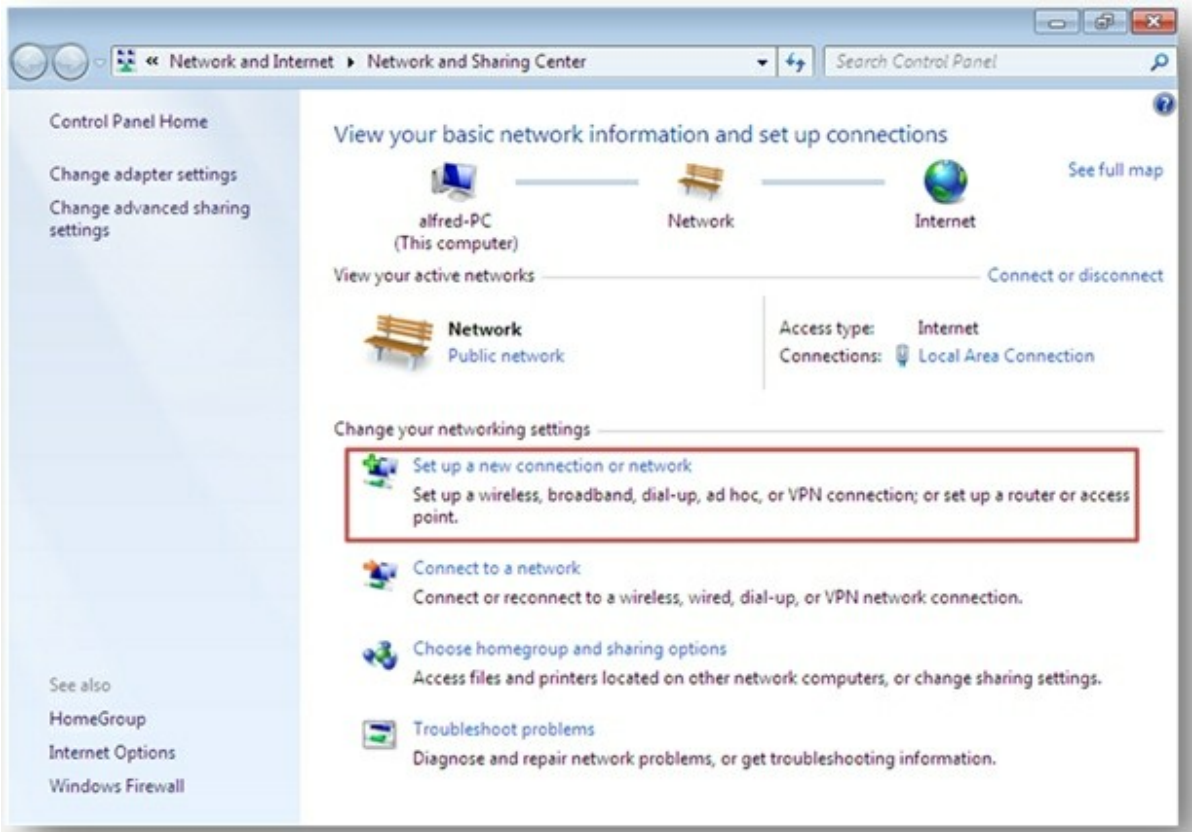 « Network and Internet ▸ Network and Sharing Center
Search Control Panel
Control Panel Home
Change adapter settings
Change advanced sharing
settings
See also
HomeGroup
Internet Options
Windows Firewall
View your basic network information and set up connections
See full map
alfred-PC
(This computer)
Network
Internet
View your active networks
Connect or disconnect
Network
Public network
Access type: Internet
Connections: Local Area Connection
Change your networking settings
Set up a new connection or network
Set up a wireless, broadband, dial-up, ad hoc, or VPN connection; or set up a router or access
point.
Connect to a network
Connect or reconnect to a wireless, wired, dial-up, or VPN network connection.
Choose homegroup and sharing options
Access files and printers located on other network computers, or change sharing settings.
Troubleshoot problems
Diagnose and repair network problems, or get troubleshooting information.